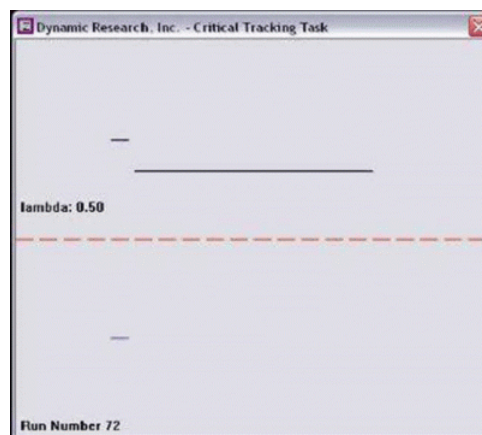 Dynamic Research, Inc. - Critical Tracking Task
lambda: 0.50
Run Number 72